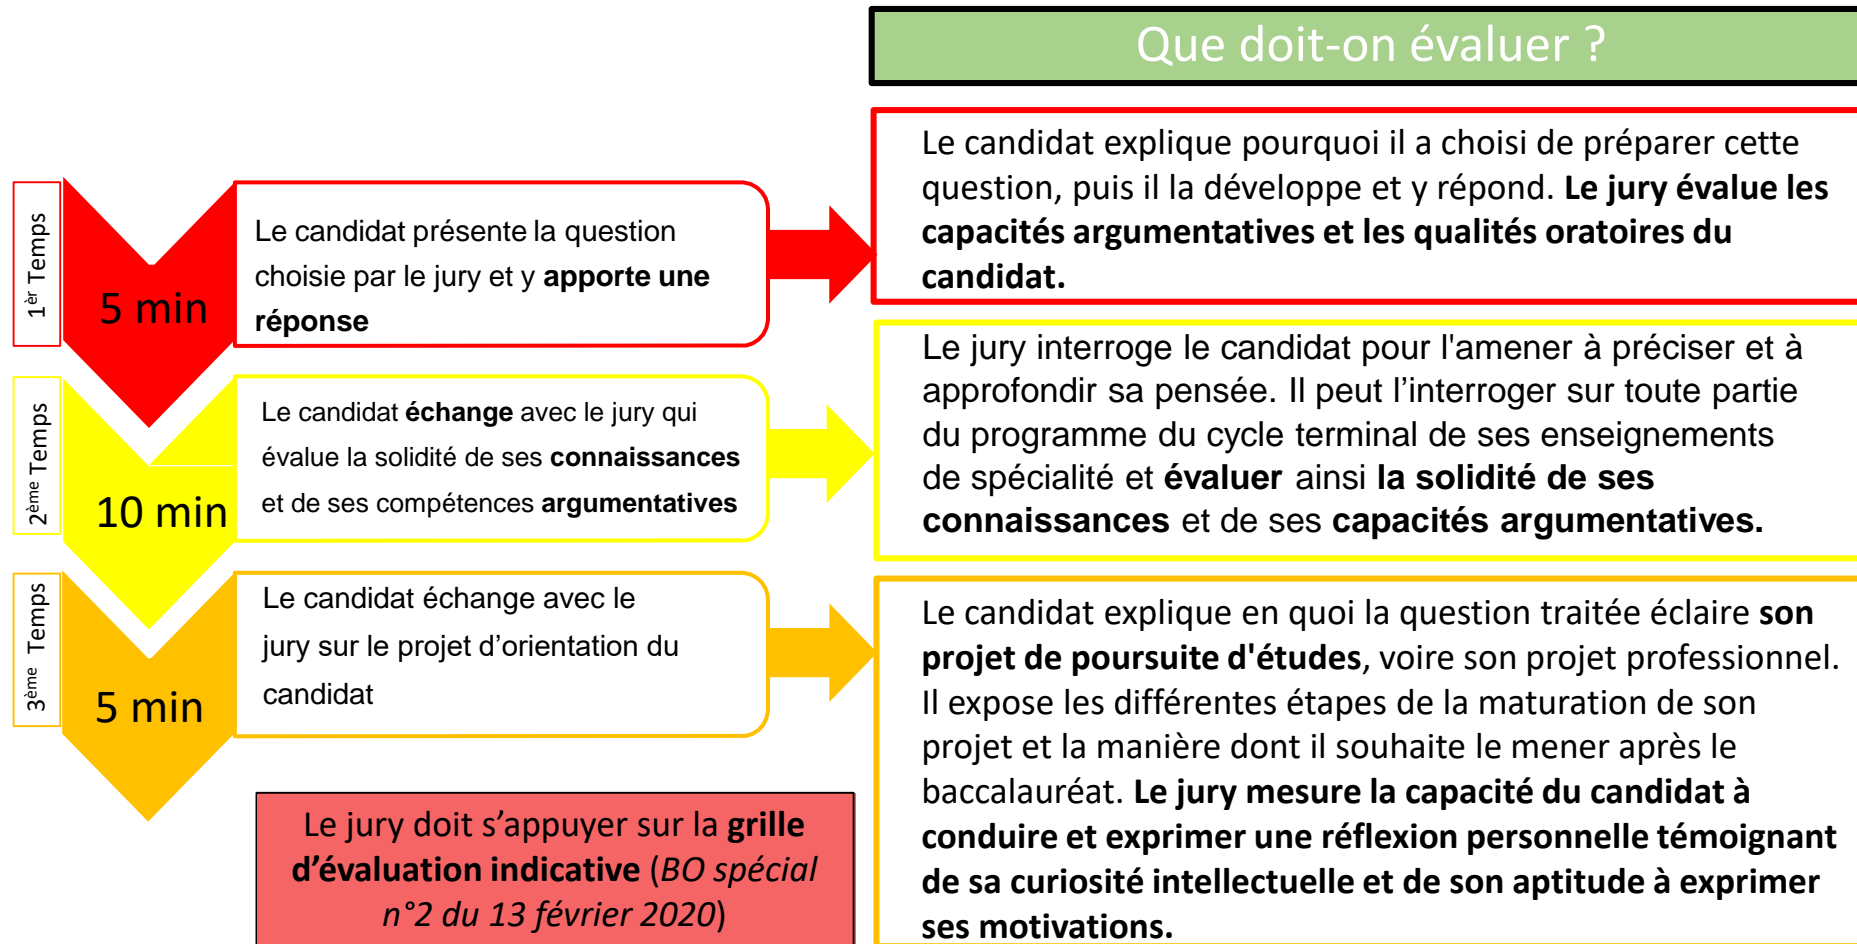 Que doit-on évaluer ?
1èr Temps
5 min
Le candidat présente la question
choisie par le jury et y apporte une
réponse
Le candidat explique pourquoi il a choisi de préparer cette
question, puis il la développe et y répond. Le jury évalue les
capacités argumentatives et les qualités oratoires du
candidat.
2ème Temps
10 min
Le candidat échange avec le jury qui
évalue la solidité de ses connaissances
et de ses compétences argumentatives
Le jury interroge le candidat pour l'amener à préciser et à
approfondir sa pensée. Il peut l’interroger sur toute partie
du programme du cycle terminal de ses enseignements
de spécialité et évaluer ainsi la solidité de ses
connaissances et de ses capacités argumentatives.
3ème Temps
5 min
Le candidat échange avec le
jury sur le projet d’orientation du
candidat
Le candidat explique en quoi la question traitée éclaire son
projet de poursuite d'études, voire son projet professionnel.
Il expose les différentes étapes de la maturation de son
projet et la manière dont il souhaite le mener après le
baccalauréat. Le jury mesure la capacité du candidat à
conduire et exprimer une réflexion personnelle témoignant
de sa curiosité intellectuelle et de son aptitude à exprimer
ses motivations.
Le jury doit s’appuyer sur la grille
d’évaluation indicative (BO spécial
n°2 du 13 février 2020)